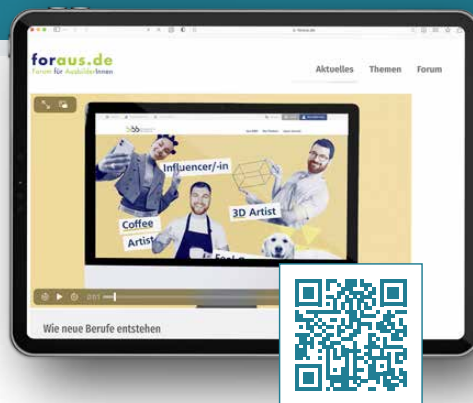 foraus.de
Forum für AusbilderInnen
Aktuelles Themen Forum
Influencer/-in
3D Artist
Coffee
Artist
Wie neue Berufe entstehen